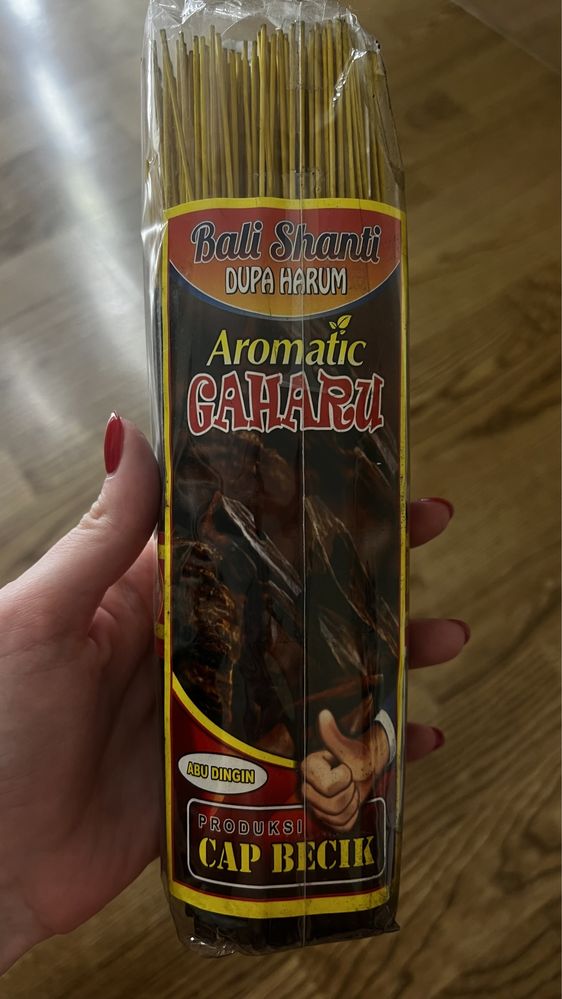 Bali Shanti
DUPA HARUM
Aromatic
GAHARU
ABU DINGIN
PRODUKSI
CAP BECIK